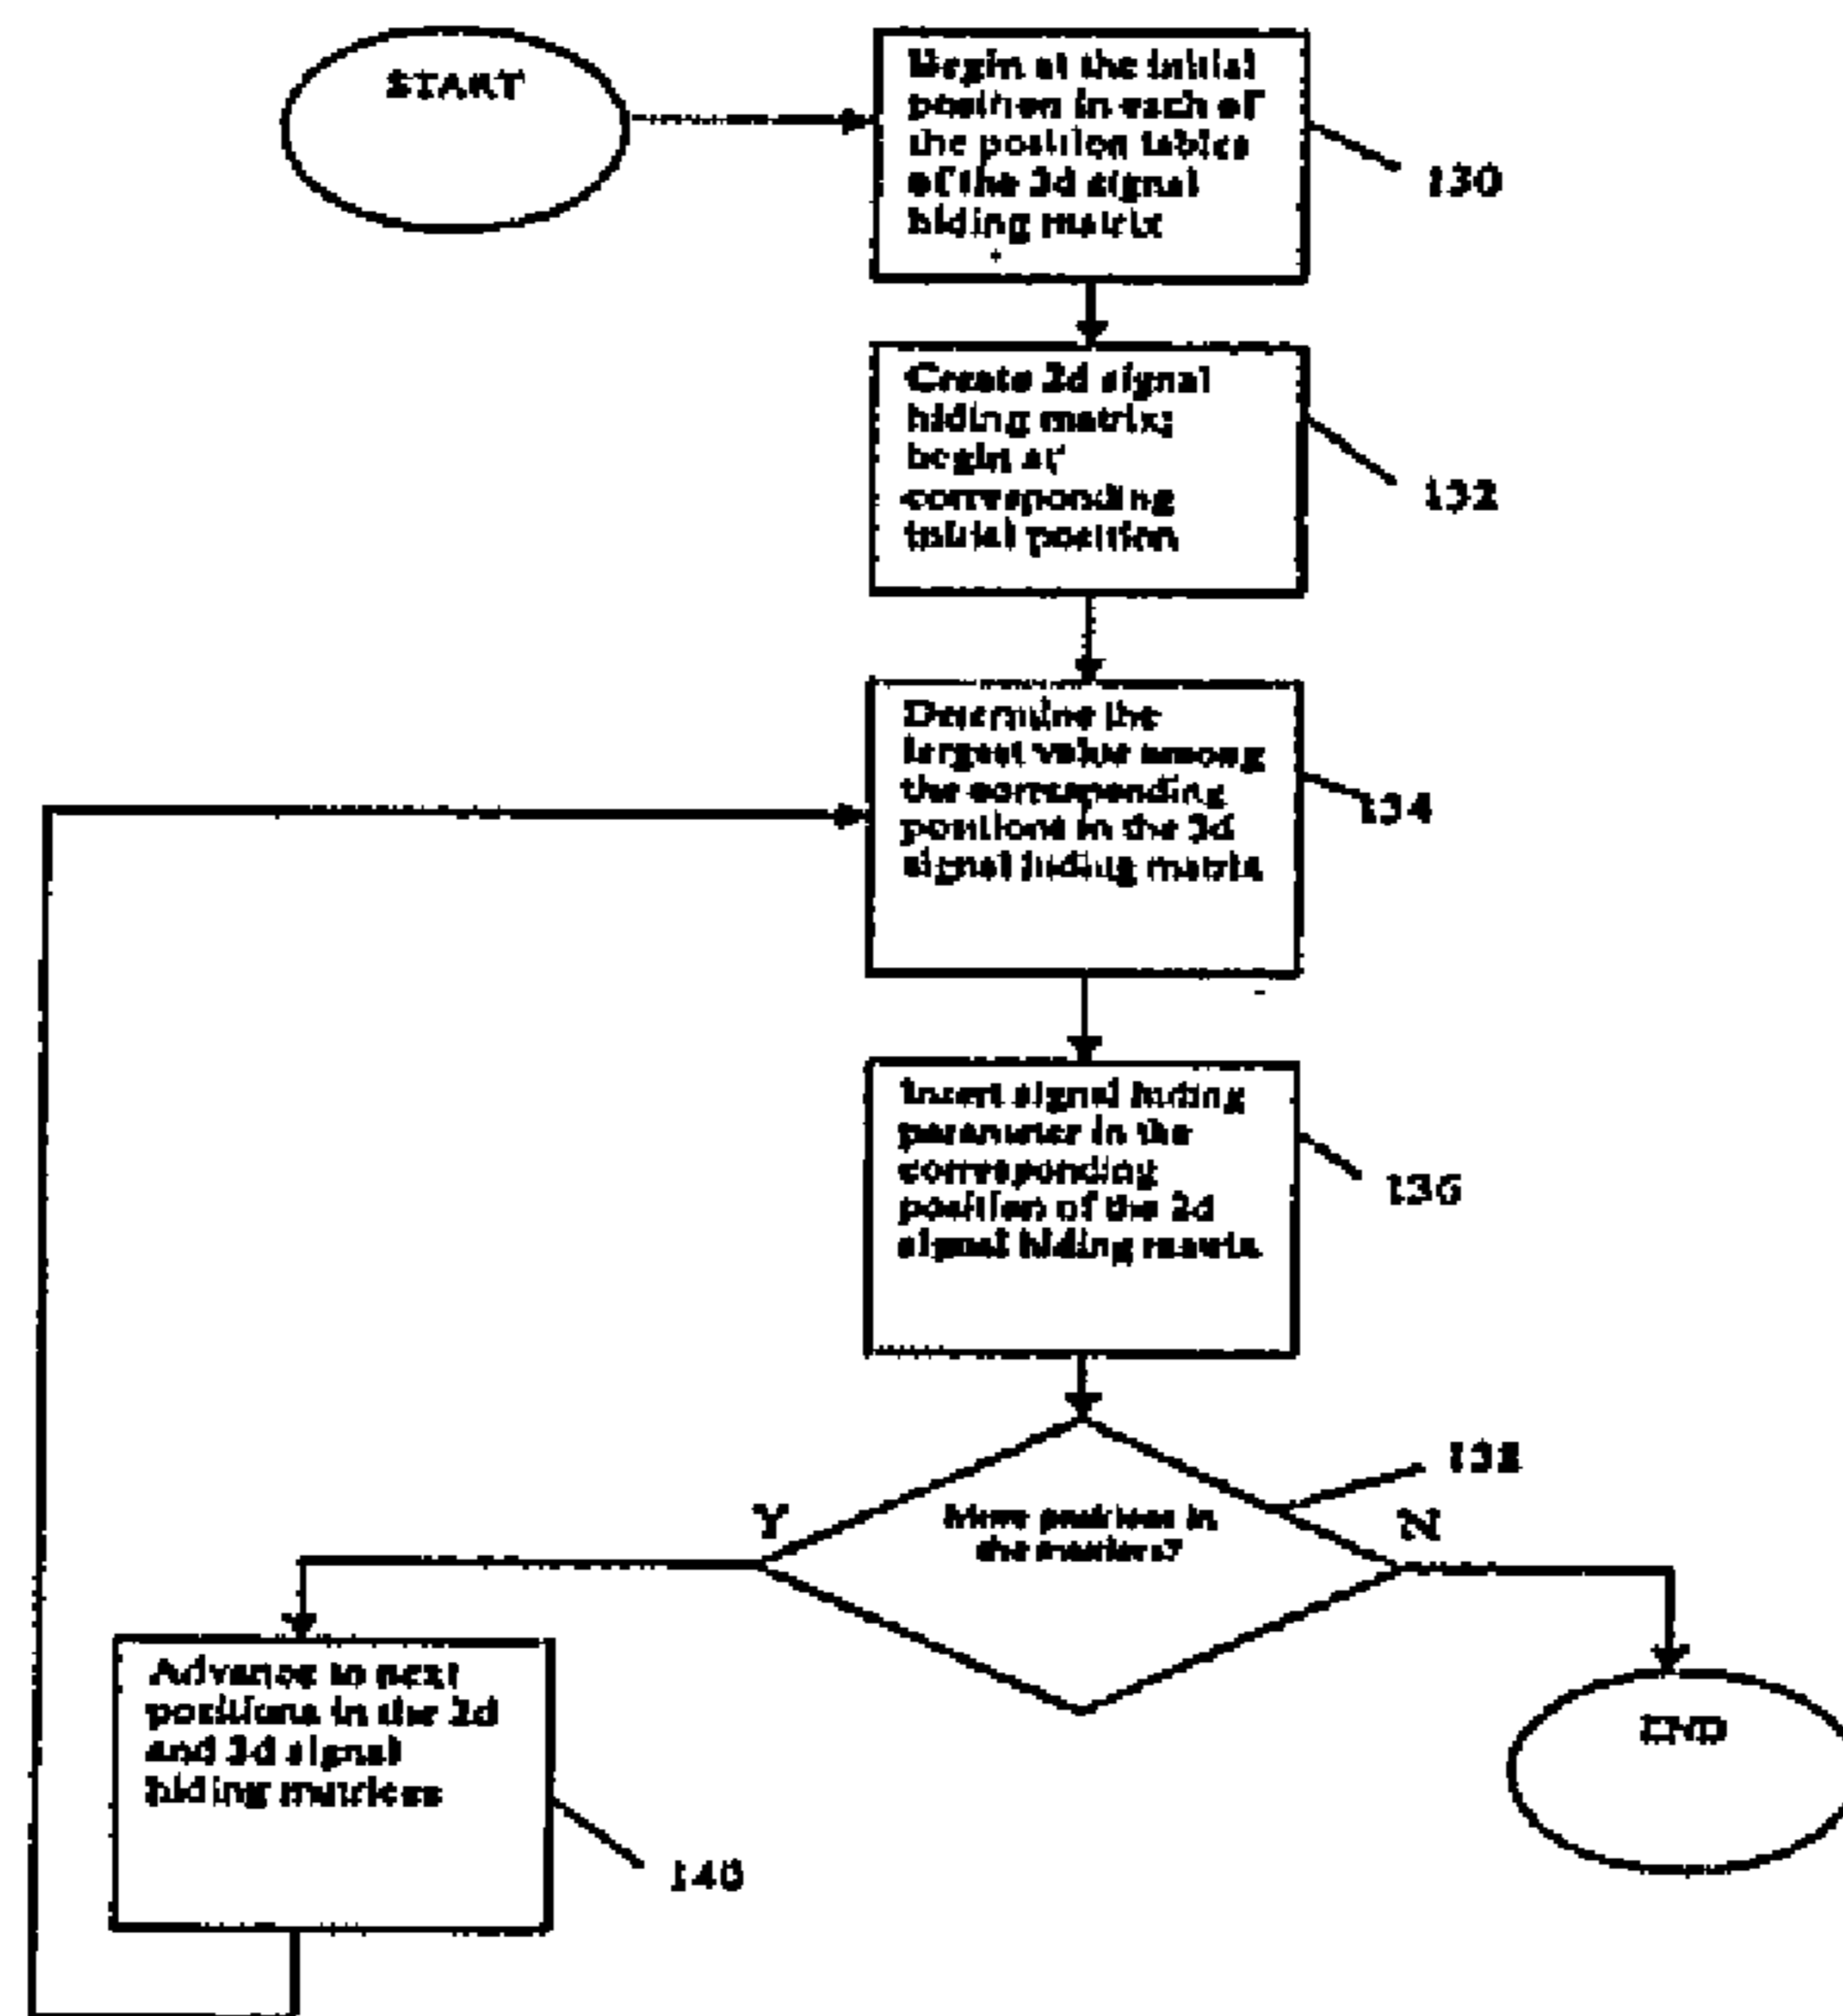 START
Begin at the initial
position in each of
the position tables
of the 3d signal
hiding matrix
130
Create 2d signal
hiding matrix;
begin at
corresponding
initial position
132
Determine the
largest value among
the corresponding
positions in the 3d
signal hiding matrix
134
Insert signed hiding
parameter in the
corresponding
position of the 2d
signal hiding matrix
136
138
Y
More positions in
the matrices?
N
Advance to next
positions in the 2d
and 3d signal
hiding matrices
END
140